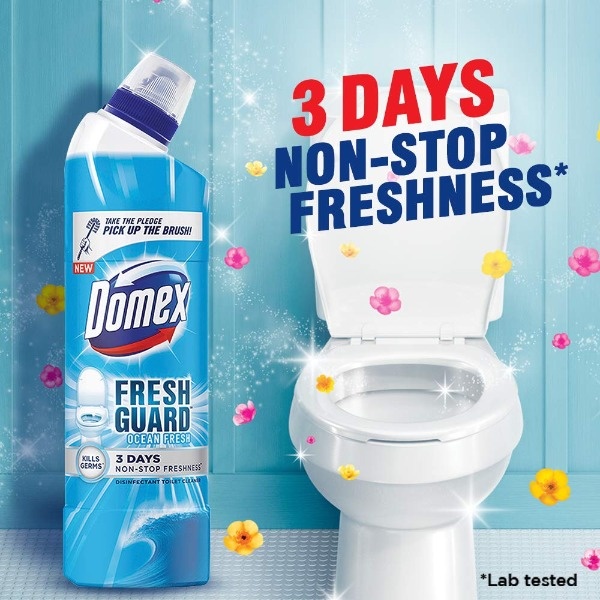 3 DAYS
NON-STOP
FRESHNESS*
TAKE THE PLEDGE
PICK UP THE BRUSH!
NEW
Domex
FRESH
GUARD
OCEAN FRESH
KILLS
GERMS
3 DAYS
NON-STOP FRESHNESS*
DISINFECTANT TOILET CLEANER
*Lab tested